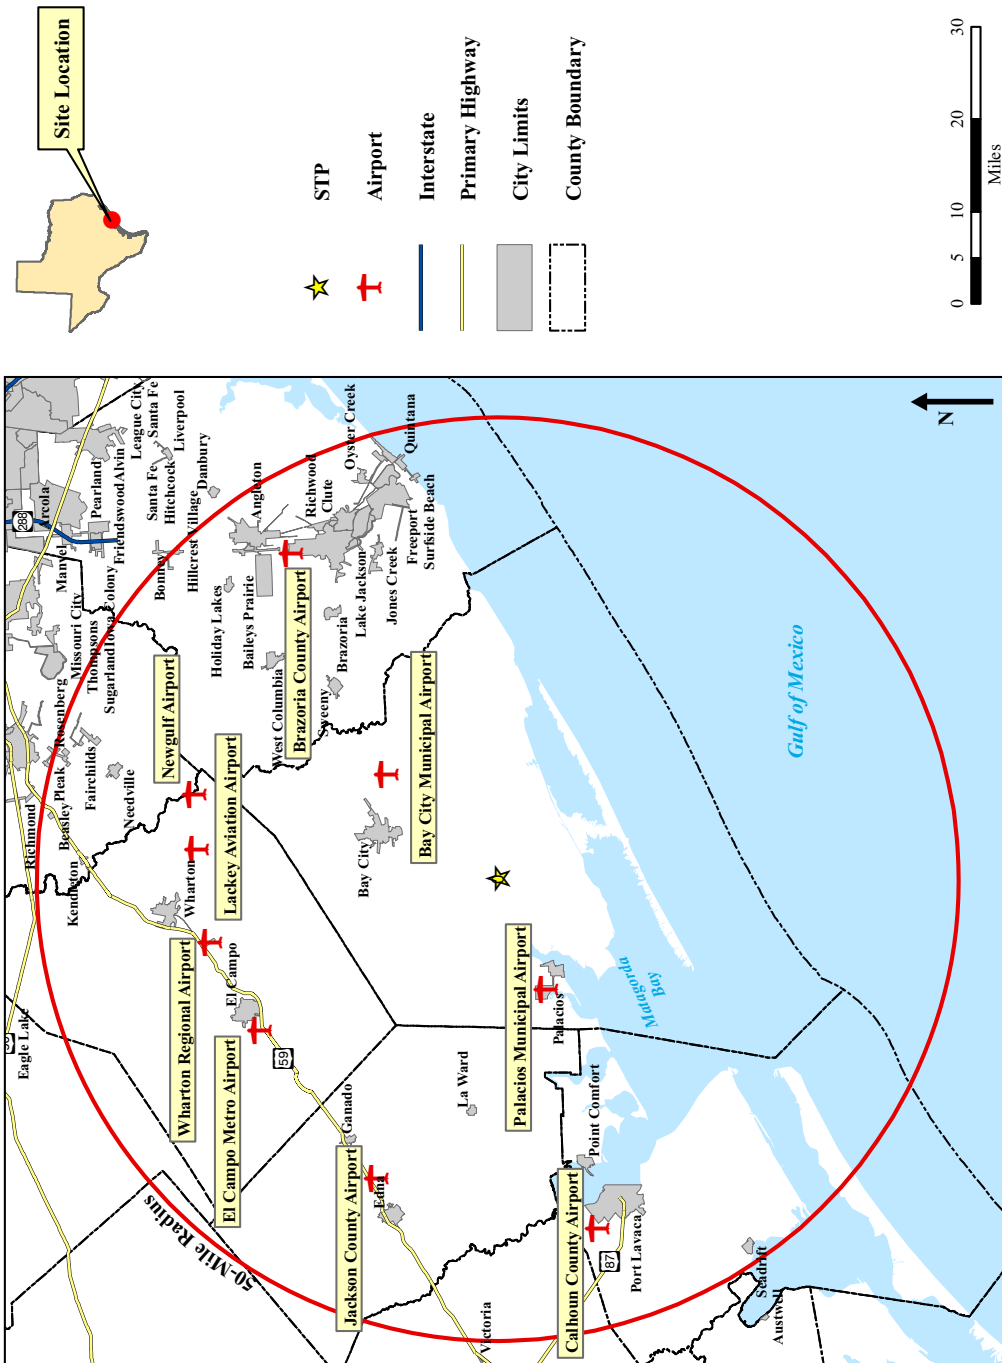 Site Location
STP
Airport
Interstate
Primary Highway
City Limits
County Boundary
0 5 10 20 30
Miles
N
50-Mile Radius
Eagle Lake
Kendleton
Richmond
Beasley
Pleak
Rosenberg
Fairchilds
Needville
Missouri City
Thompsons
Sugarland
Iowa Colony
Manvel
Arcola
288
Pearland
Friendswood
Alvin
League City
Santa Fe
Santa Fe
Hitchcock
Liverpool
Danbury
Hillcrest Village
Bonney
Holiday Lakes
Baileys Prairie
Angleton
Richwood
Clute
Oyster Creek
Quintana
Surfside Beach
Freeport
Jones Creek
Lake Jackson
Brazoria
Sweeny
West Columbia
Newgulf Airport
Brazoria County Airport
Lackey Aviation Airport
Bay City Municipal Airport
Wharton
Wharton Regional Airport
El Campo
El Campo Metro Airport
59
Bay City
Ganado
Jackson County Airport
Edna
La Ward
Palacios Municipal Airport
Palacios
Matagorda
Bay
Gulf of Mexico
Point Comfort
Calhoun County Airport
87
Port Lavaca
Victoria
Seadrift
Austwell